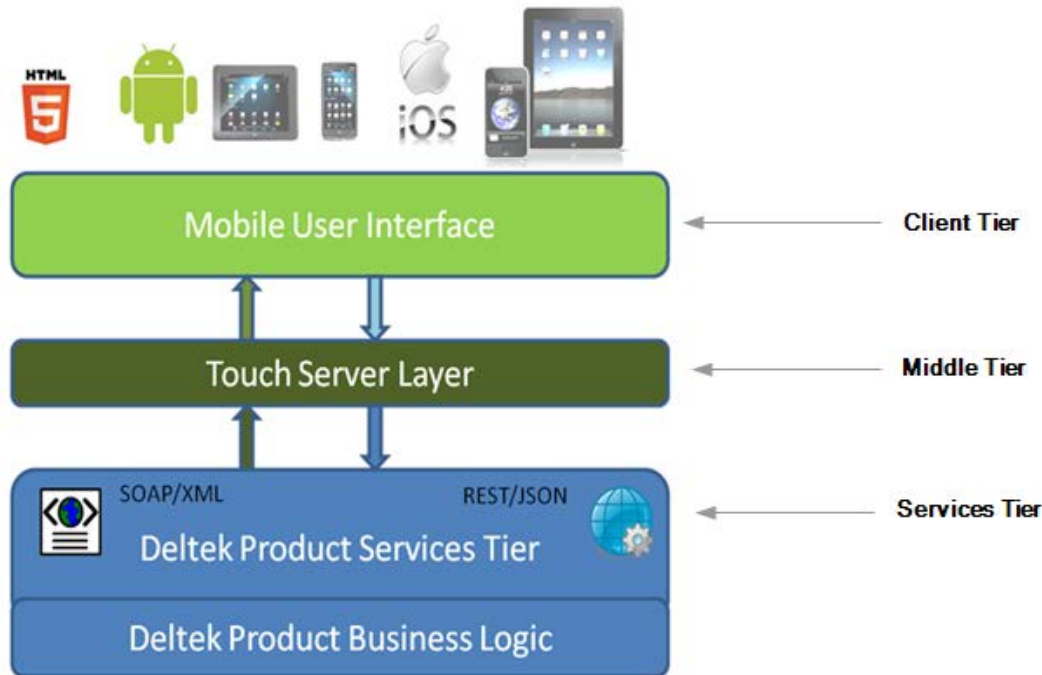 HTML
5
iOS
Mobile User Interface
Client Tier
Touch Server Layer
Middle Tier
SOAP/XML
REST/JSON
Services Tier
Deltek Product Services Tier
Deltek Product Business Logic